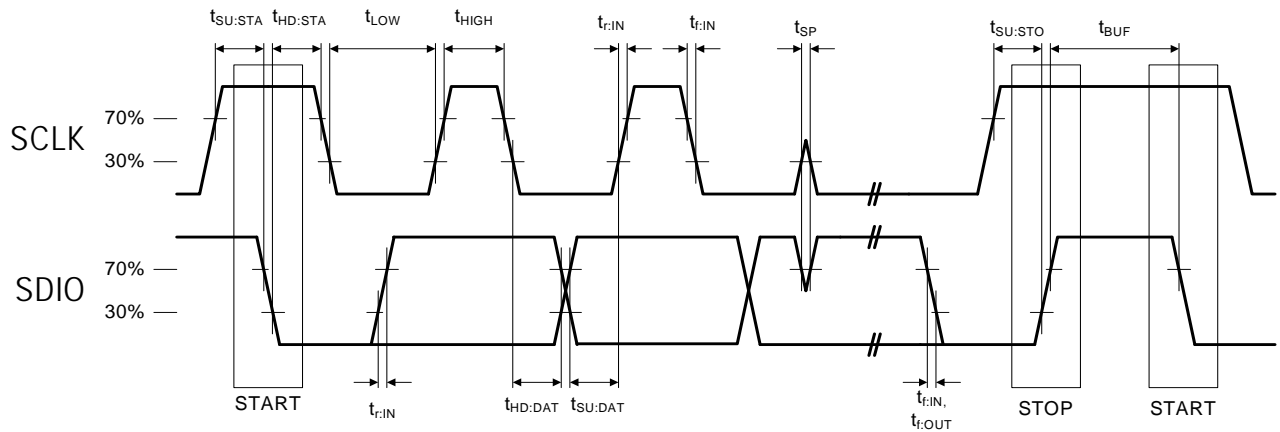 tSU:STA tHD:STA tLOW tHIGH tr:IN tf:IN tSP tSU:STO tBUF
SCLK
70%
30%
SDIO
70%
30%
START
tr:IN
tHD:DAT tSU:DAT
tf:IN,
tf:OUT
STOP
START